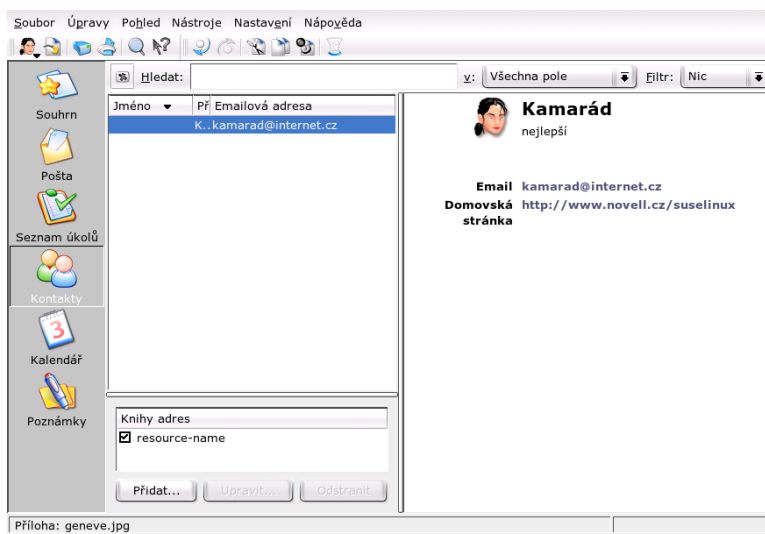 Soubor Úpravy Pohled Nástroje Nastavení Nápověda
Hledat: v: Všechna pole Filtr: Nic
Souhrn
Pošta
Seznam úkolů
Kontakty
Kalendář
3
Poznámky
Jméno Př Emailová adresa
K.. kamarad@internet.cz
Knihy adres
resource-name
Přidat... Upravit... Odstranit
Kamarád
nejlepší
Email kamarad@internet.cz
Domovská http://www.novell.cz/suselinux
stránka
Příloha: geneve.jpg